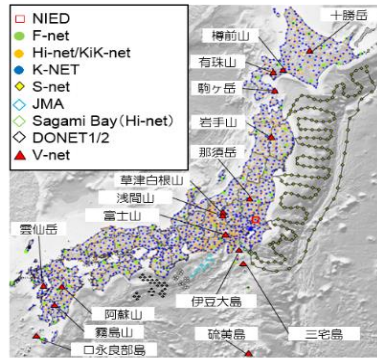 NIED
F-net
Hi-net/KiK-net
K-NET
S-net
JMA
Sagami Bay(Hi-net)
DONET1/2
V-net
十勝岳
樽前山
有珠山
駒ヶ岳
岩手山
那須岳
草津白根山
浅間山
富士山
雲仙岳
伊豆大島
阿蘇山
霧島山
硫黄島
三宅島
口永良部島